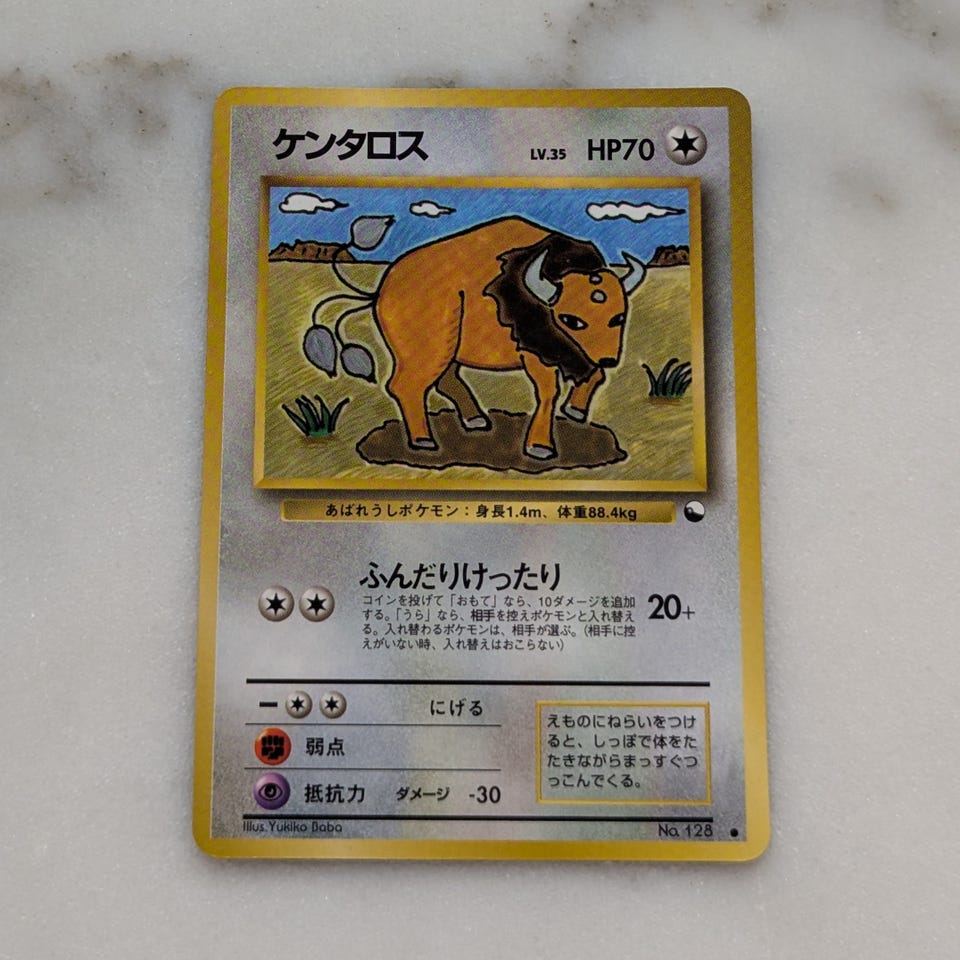 ケンタロス LV.35 HP70
あばれうしポケモン：身長1.4m、体重88.4kg
ふんだりけったり
コインを投げて「おもて」なら、10ダメージを追加
する。「うら」なら、相手を控えポケモンと入れ替え
る。入れ替わるポケモンは、相手が選ぶ。（相手に控
えがいない時、入れ替えはおこらない）
20+
ー にげる
弱点
抵抗力 ダメージ -30
えものにねらいをつけ
ると、しっぽで体をた
たきながらまっすぐつ
っこんでくる。
Illus. Yukiko Baba
No. 128